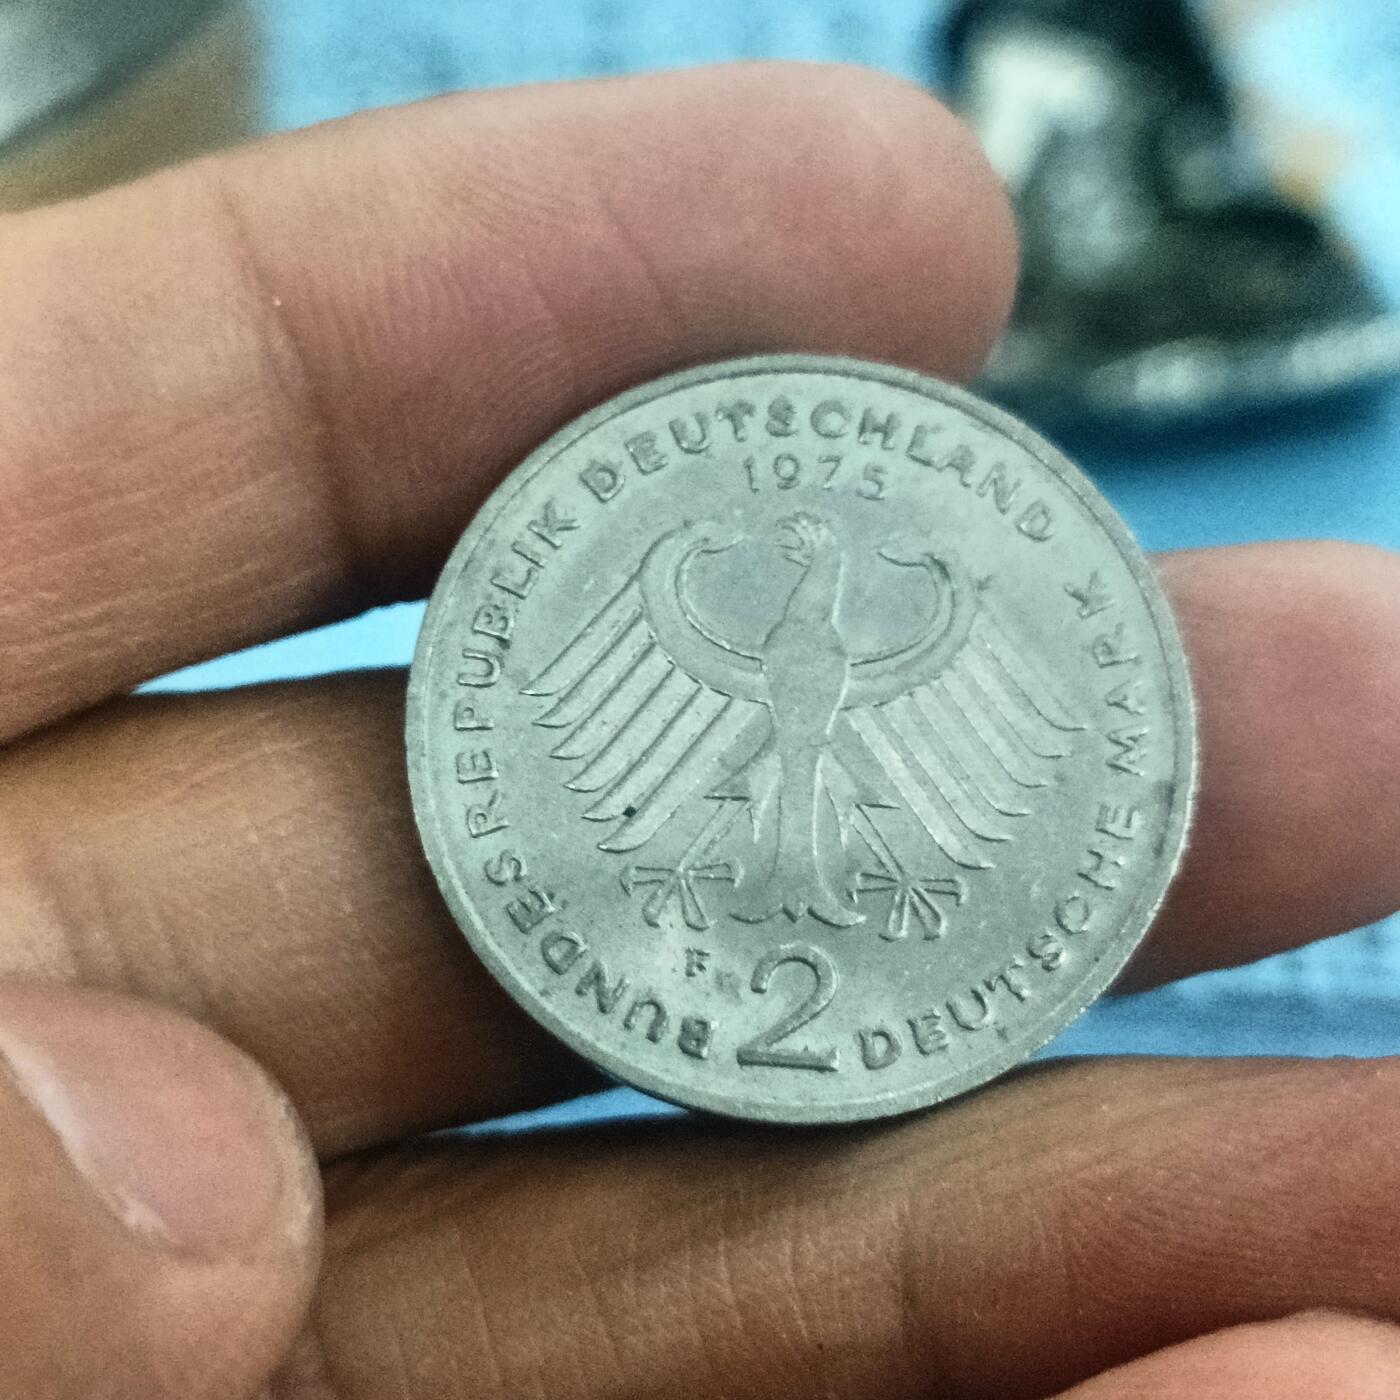 BUNDESREPUBLIK DEUTSCHLAND
1975
F
2
DEUTSCHE MARK